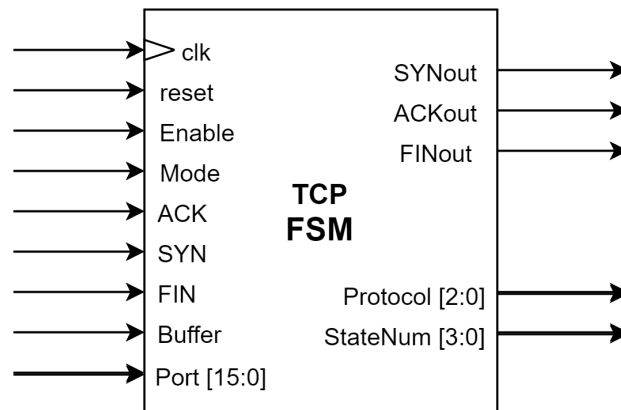 clk
reset
Enable
Mode
ACK
SYN
FIN
Buffer
Port [15:0]
TCP
FSM
SYNout
ACKout
FINout
Protocol [2:0]
StateNum [3:0]